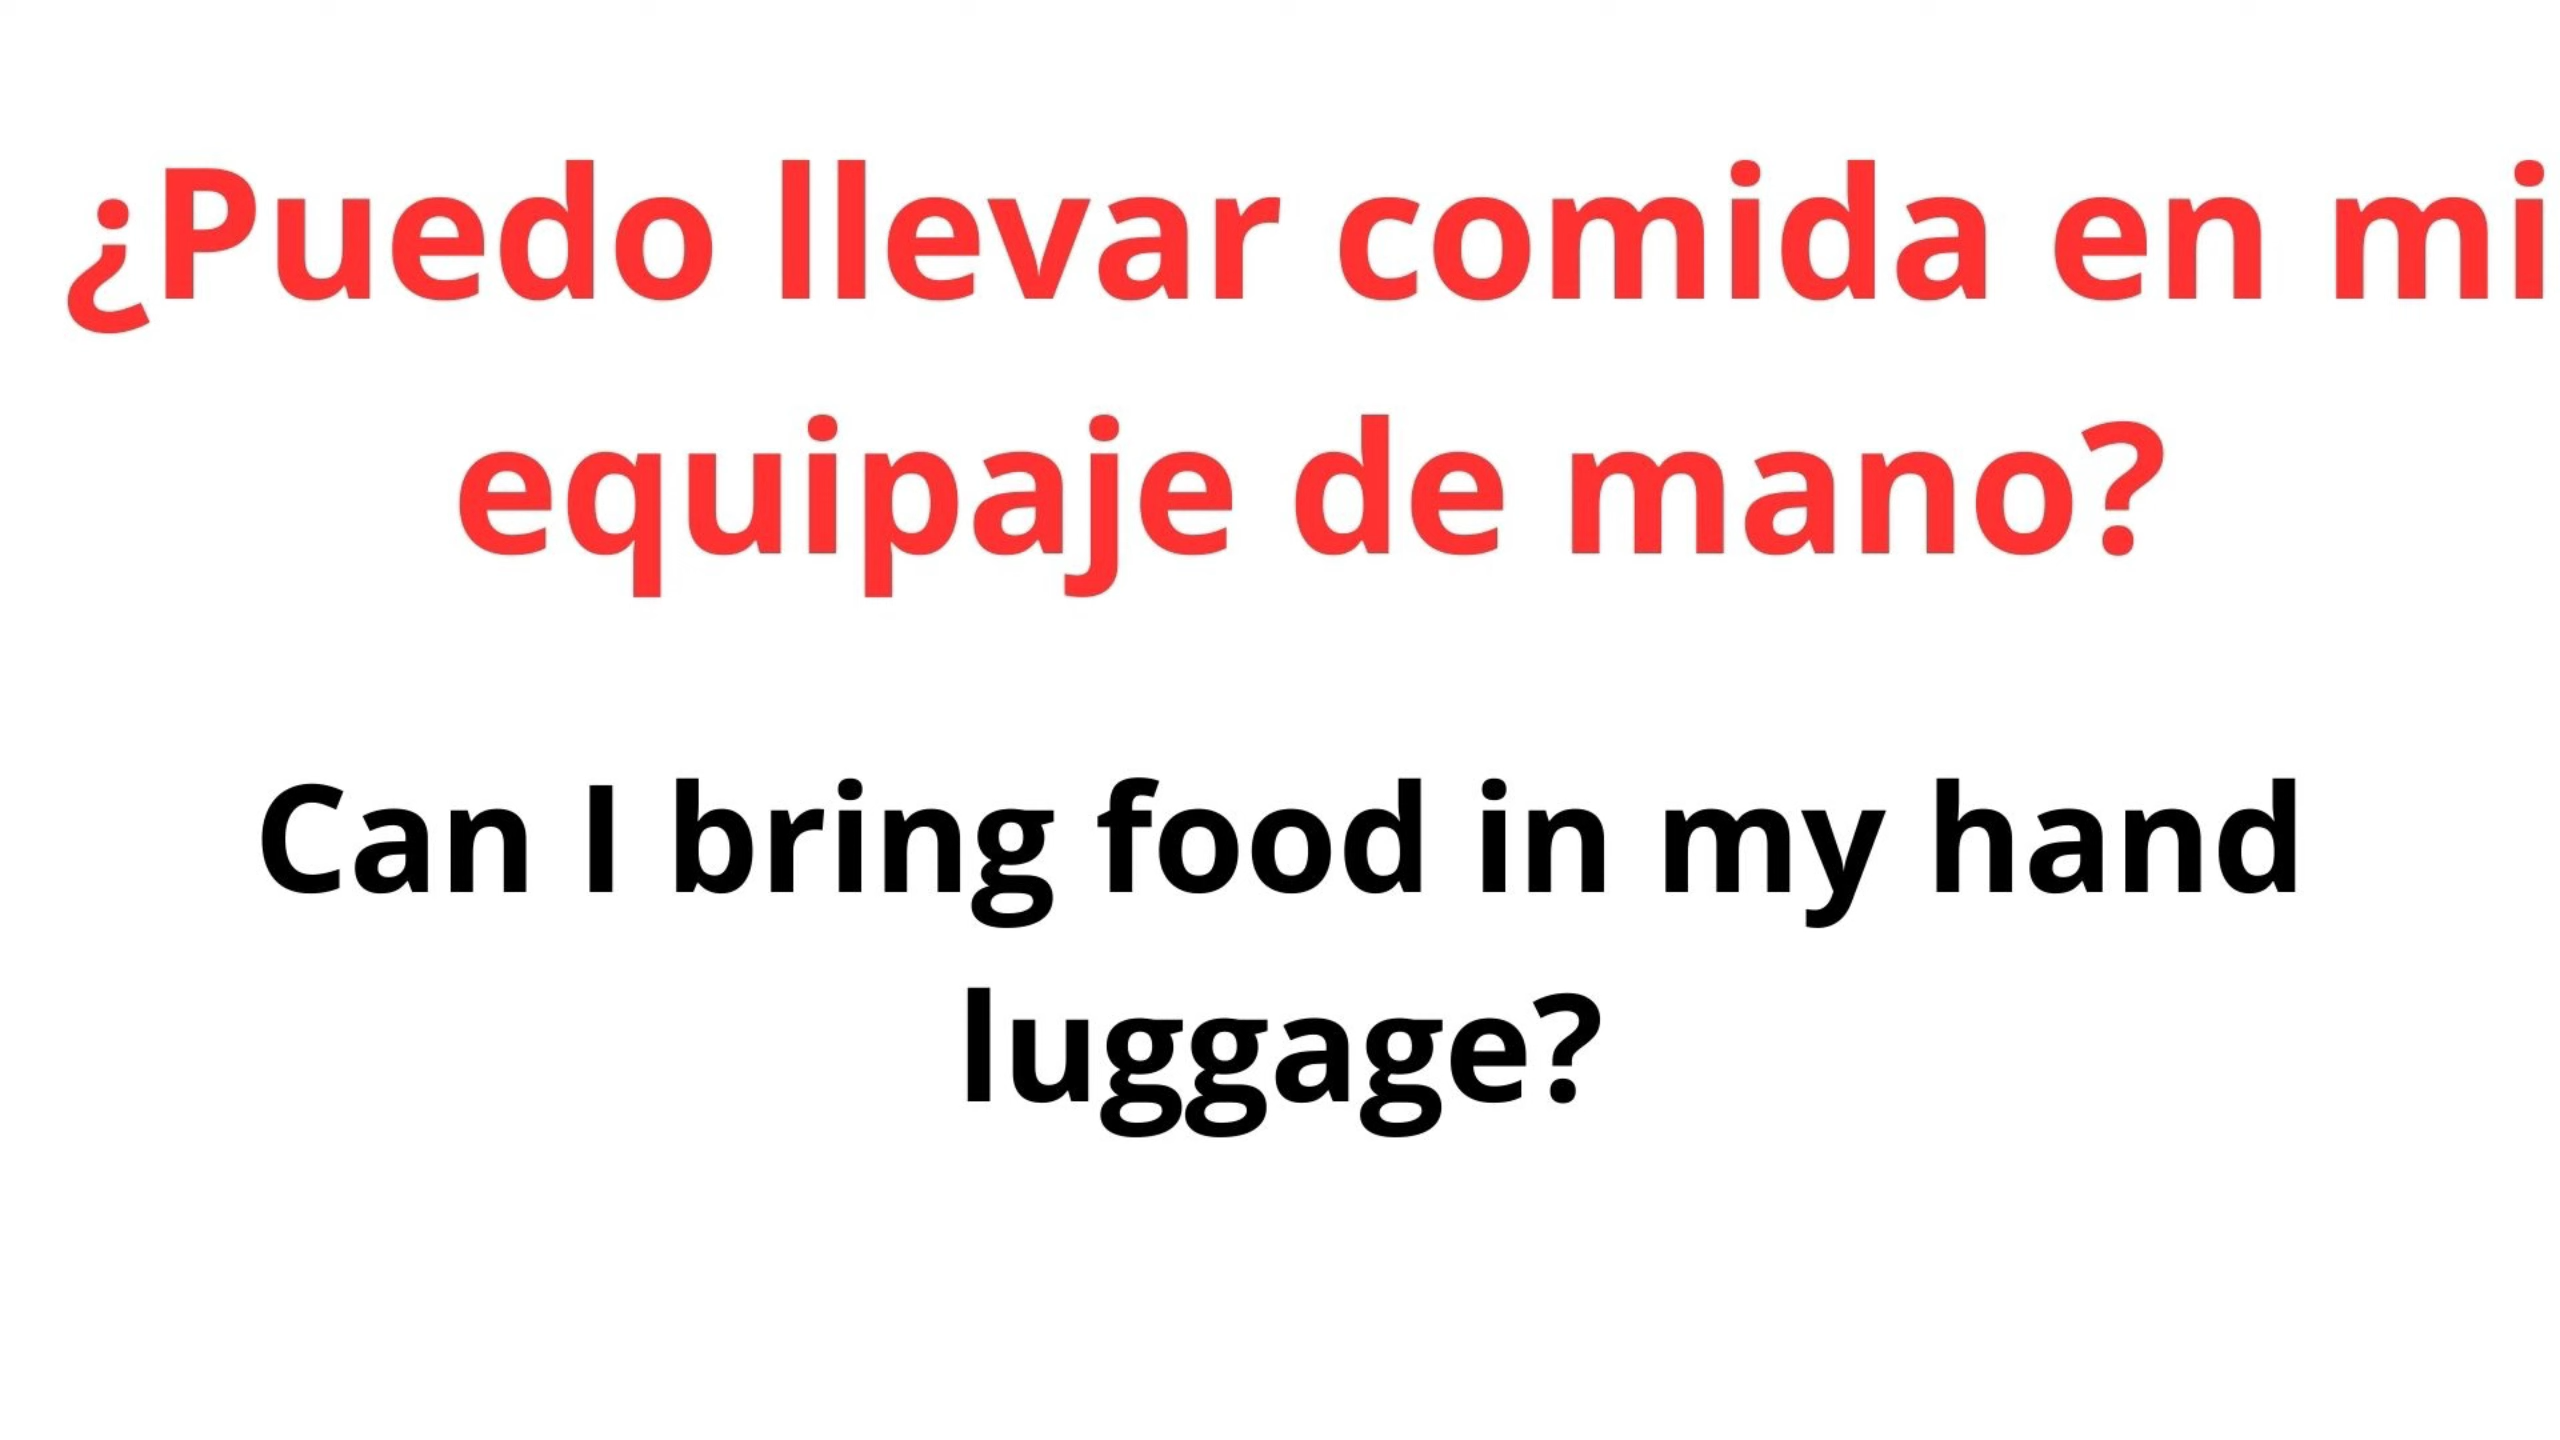 ¿Puedo llevar comida en mi
equipaje de mano?
Can I bring food in my hand
luggage?